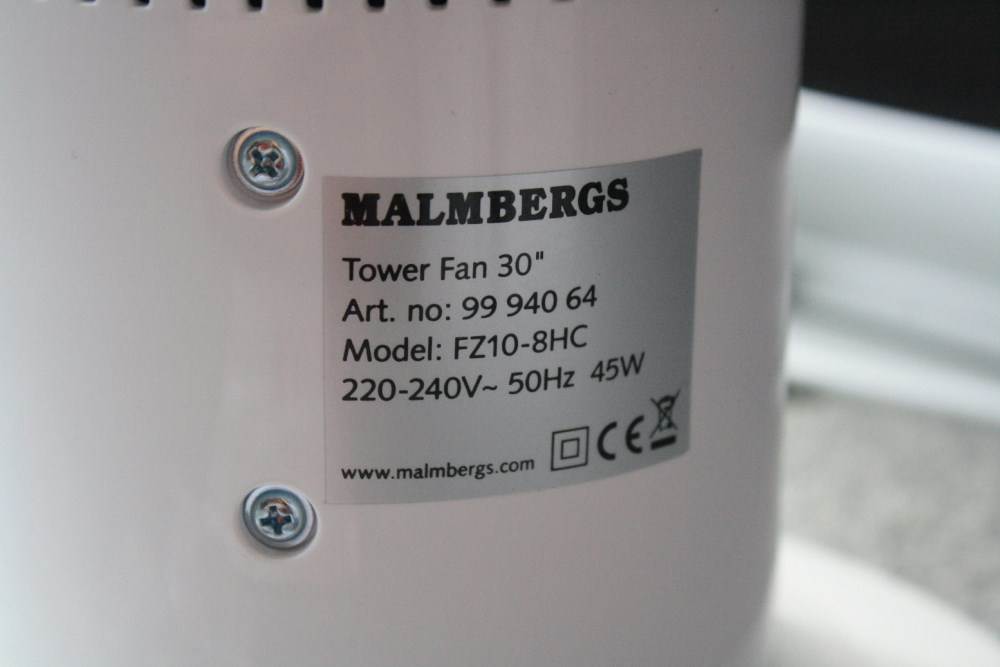 MALMBERGS
Tower Fan 30"
Art. no: 99 940 64
Model: FZ10-8HC
220-240V~ 50Hz 45W
www.malmbergs.com CE